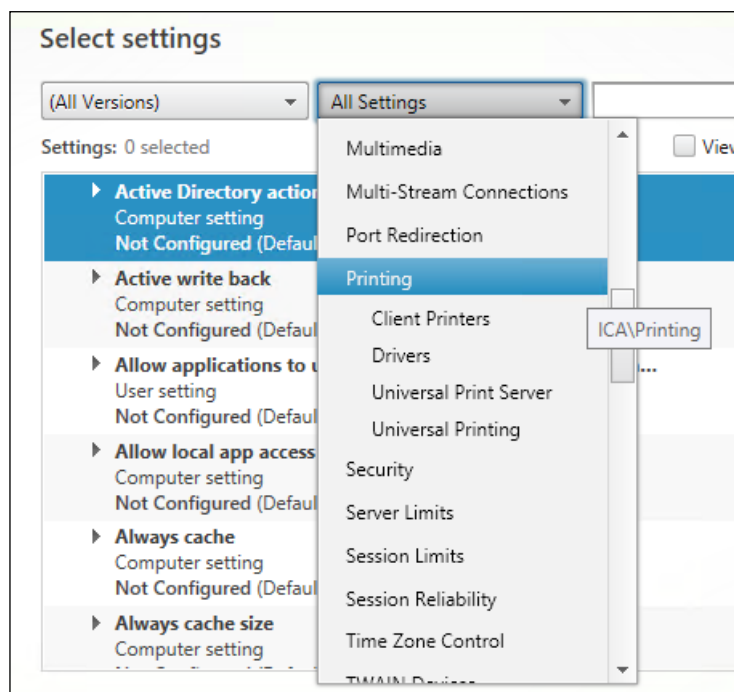 Select settings
(All Versions)
All Settings
Settings: 0 selected
View
Active Directory action
Computer setting
Not Configured (Defaul
Active write back
Computer setting
Not Configured (Defaul
Allow applications to u
...
User setting
Not Configured (Defaul
Allow local app access
Computer setting
Not Configured (Defaul
Always cache
Computer setting
Not Configured (Defaul
Always cache size
Computer setting
Multimedia
Multi-Stream Connections
Port Redirection
Printing
Client Printers
Drivers
Universal Print Server
Universal Printing
Security
Server Limits
Session Limits
Session Reliability
Time Zone Control
TWAIN Devices
ICA\Printing